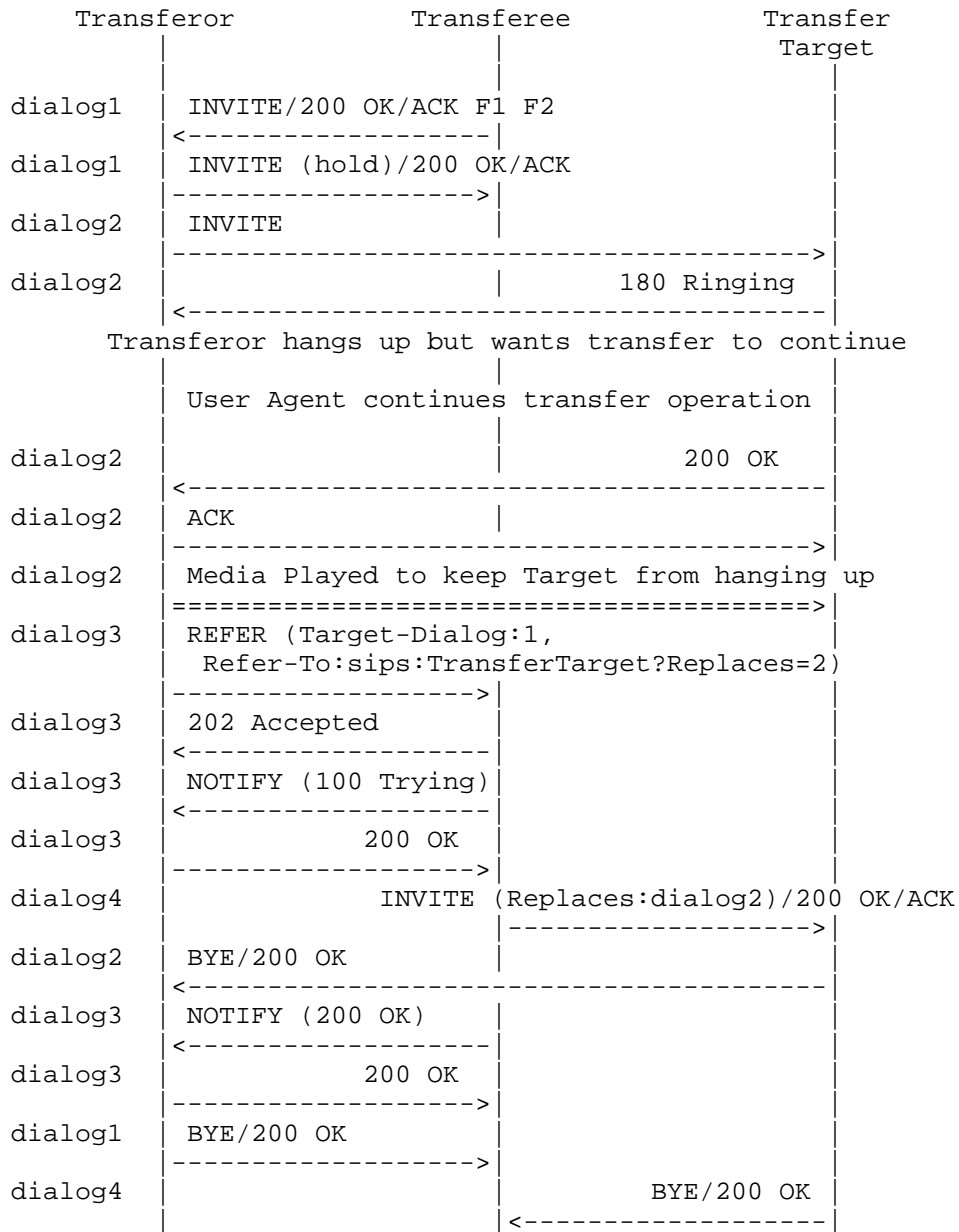 Transferor Transferee Transfer
Target
dialog1 INVITE/200 OK/ACK F1 F2
dialog1 INVITE (hold)/200 OK/ACK
dialog2 INVITE
dialog2 180 Ringing
Transferor hangs up but wants transfer to continue
User Agent continues transfer operation
dialog2 200 OK
dialog2 ACK
dialog2 Media Played to keep Target from hanging up
dialog3 REFER (Target-Dialog:1,
Refer-To:sips:TransferTarget?Replaces=2)
dialog3 202 Accepted
dialog3 NOTIFY (100 Trying)
dialog3 200 OK
dialog4 INVITE (Replaces:dialog2)/200 OK/ACK
dialog2 BYE/200 OK
dialog3 NOTIFY (200 OK)
dialog3 200 OK
dialog1 BYE/200 OK
dialog4 BYE/200 OK